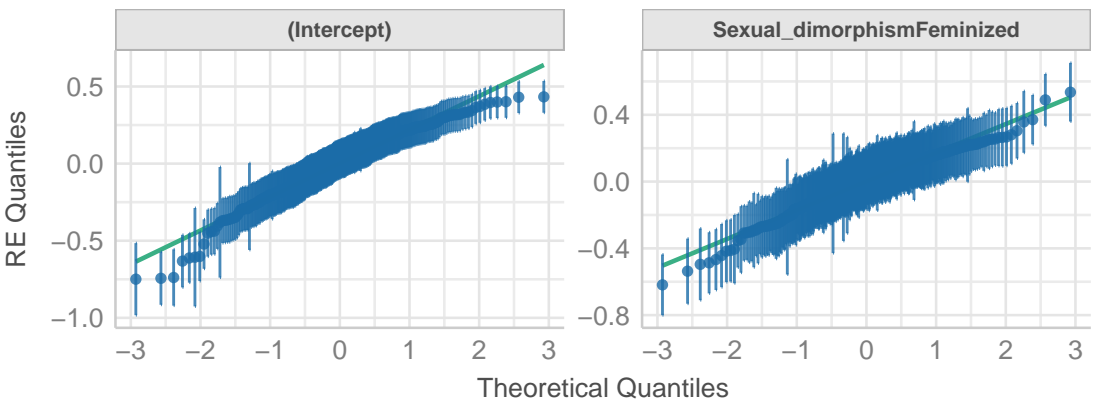 (Intercept)
Sexual_dimorphismFeminized
RE Quantiles
0.5
0.0
−0.5
−1.0
0.4
0.0
−0.4
−0.8
−3 −2 −1 0 1 2 3
−3 −2 −1 0 1 2 3
Theoretical Quantiles